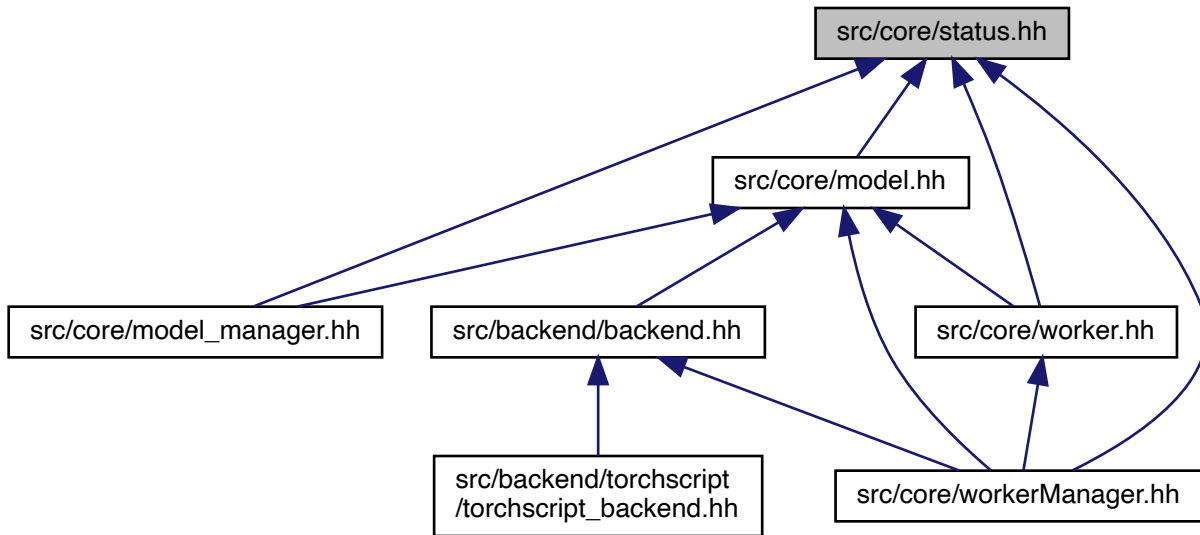 src/core/status.hh
src/core/model.hh
src/core/model_manager.hh
src/backend/backend.hh
src/core/worker.hh
src/backend/torchscript
/torchscript_backend.hh
src/core/workerManager.hh